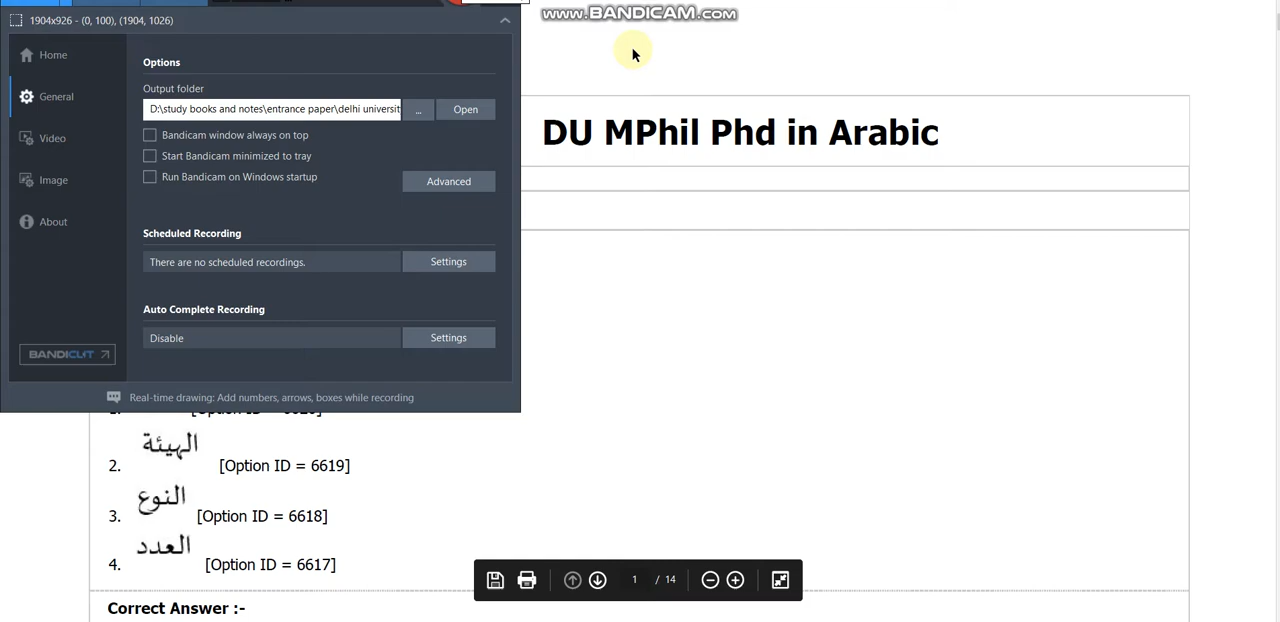 1904x926 - (0, 100), (1904, 1026)
www.BANDICAM.com
Home
General
Video
Image
About
BANDICUT
Options
Output folder
D:\study books and notes\entrance paper\delhi universit
...
Open
Bandicam window always on top
Start Bandicam minimized to tray
Run Bandicam on Windows startup
Advanced
Scheduled Recording
There are no scheduled recordings.
Settings
Auto Complete Recording
Disable
Settings
Real-time drawing: Add numbers, arrows, boxes while recording
DU MPhil Phd in Arabic
الهيئة
2. [Option ID = 6619]
النوع
3. [Option ID = 6618]
العدد
4. [Option ID = 6617]
Correct Answer :-
1 / 14